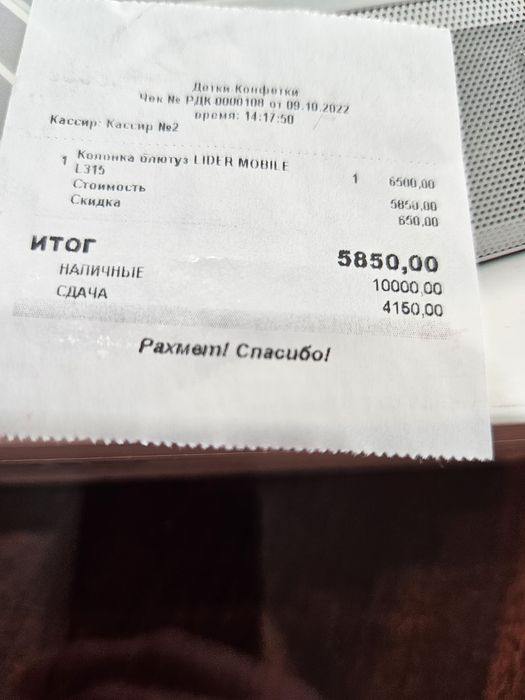 Детки Конфетки
Чек № РДК 0000108 от 09.10.2022
время: 14:17:50
Кассир: Кассир №2
1 Колонка блютуз LIDER MOBILE L315 1 6500,00
Стоимость 5850,00
Скидка 650,00
ИТОГ 5850,00
НАЛИЧНЫЕ 10000,00
СДАЧА 4150,00
Рахмет! Спасибо!